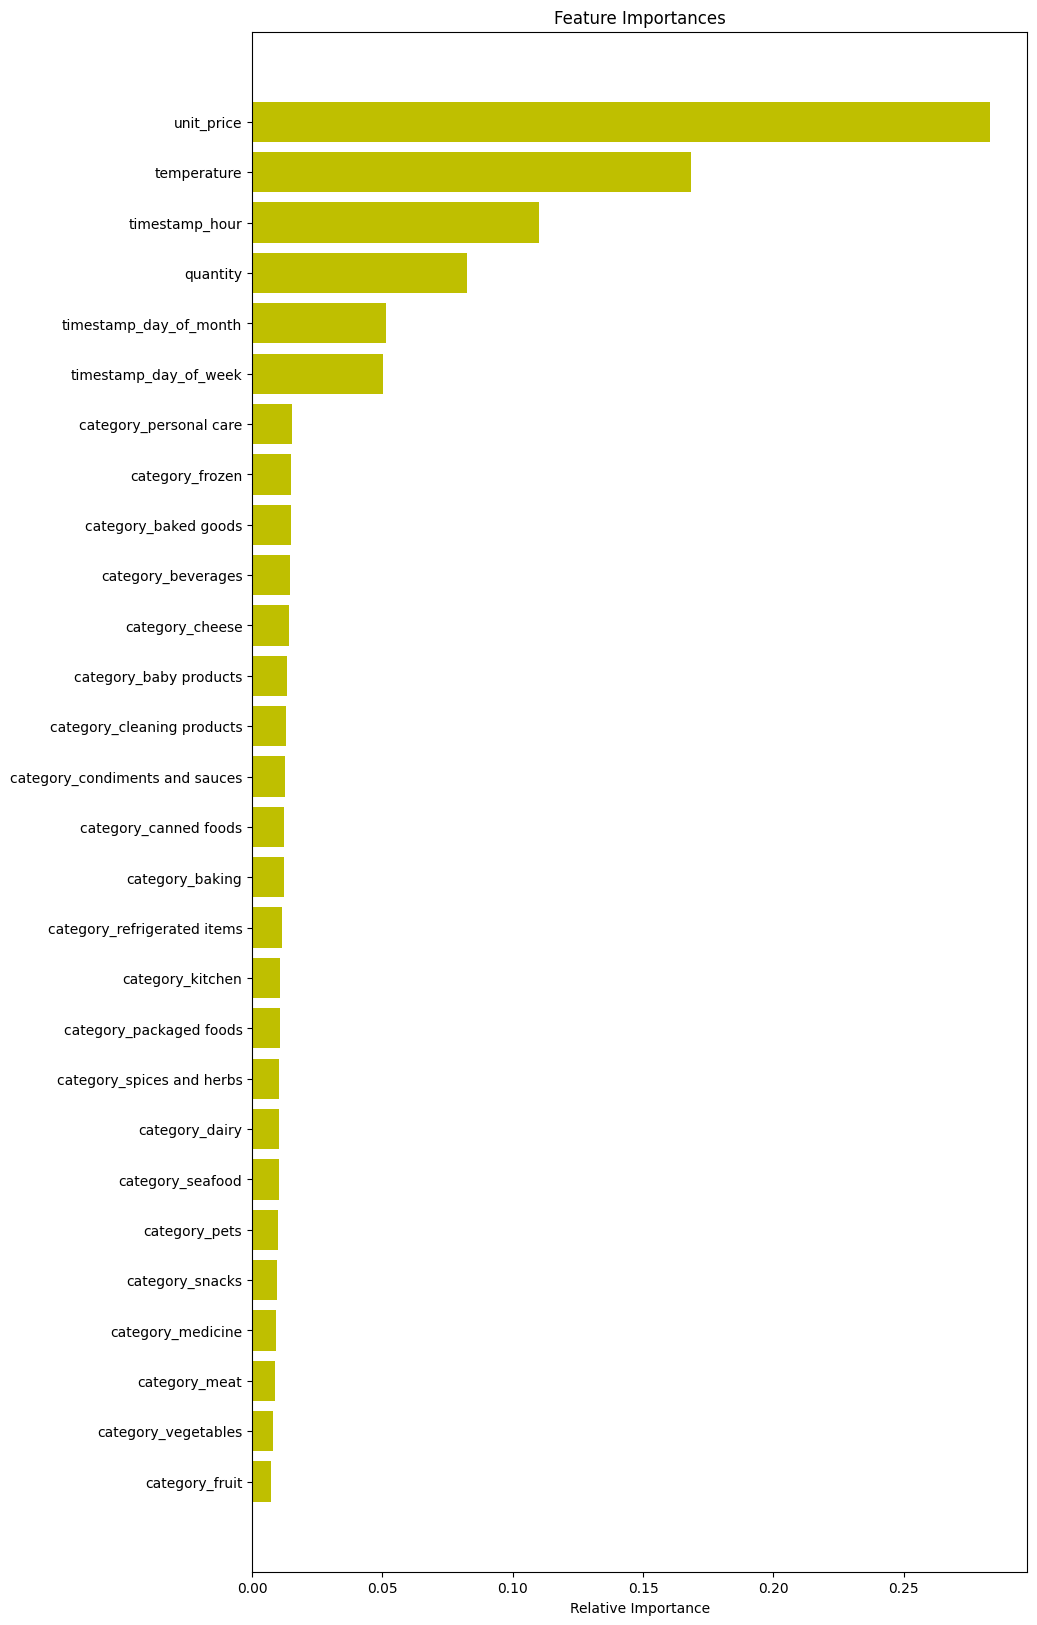 Feature Importances
unit_price
temperature
timestamp_hour
quantity
timestamp_day_of_month
timestamp_day_of_week
category_personal care
category_frozen
category_baked goods
category_beverages
category_cheese
category_baby products
category_cleaning products
category_condiments and sauces
category_canned foods
category_baking
category_refrigerated items
category_kitchen
category_packaged foods
category_spices and herbs
category_dairy
category_seafood
category_pets
category_snacks
category_medicine
category_meat
category_vegetables
category_fruit
0.00 0.05 0.10 0.15 0.20 0.25
Relative Importance